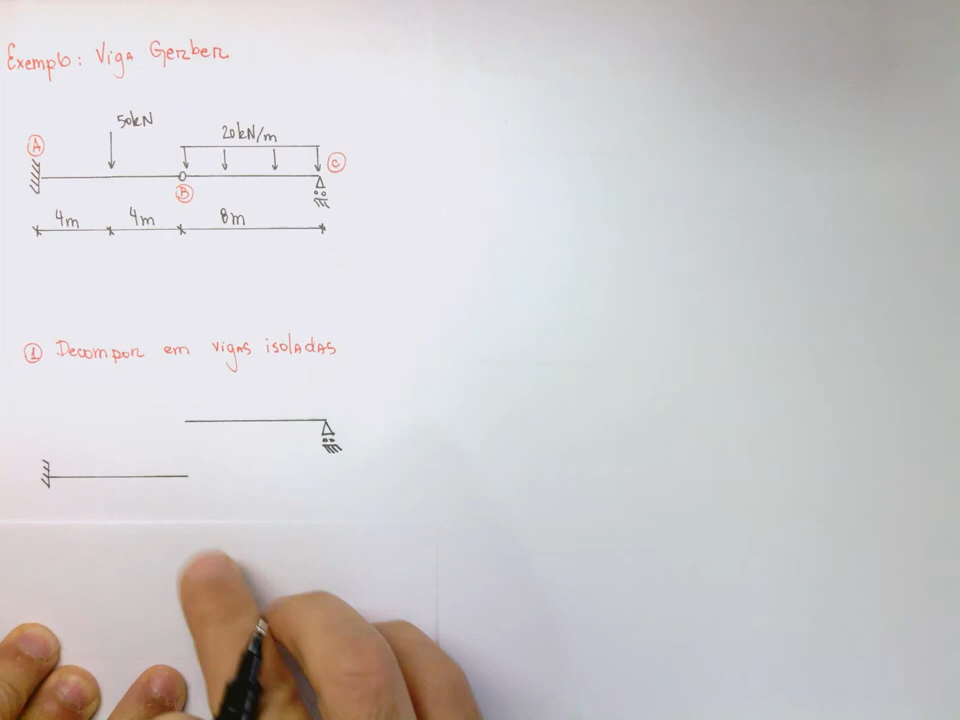 Exemplo: Viga Gerber
50kN
20kN/m
A
C
B
4m 4m 8m
1 Decompor em vigas isoladas